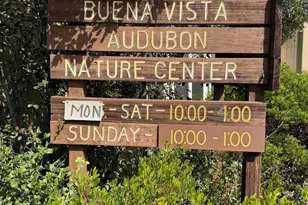 BUENA VISTA
AUDUBON
NATURE CENTER
MON - SAT. 10:00 - 1:00
SUNDAY - 10:00 - 1:00